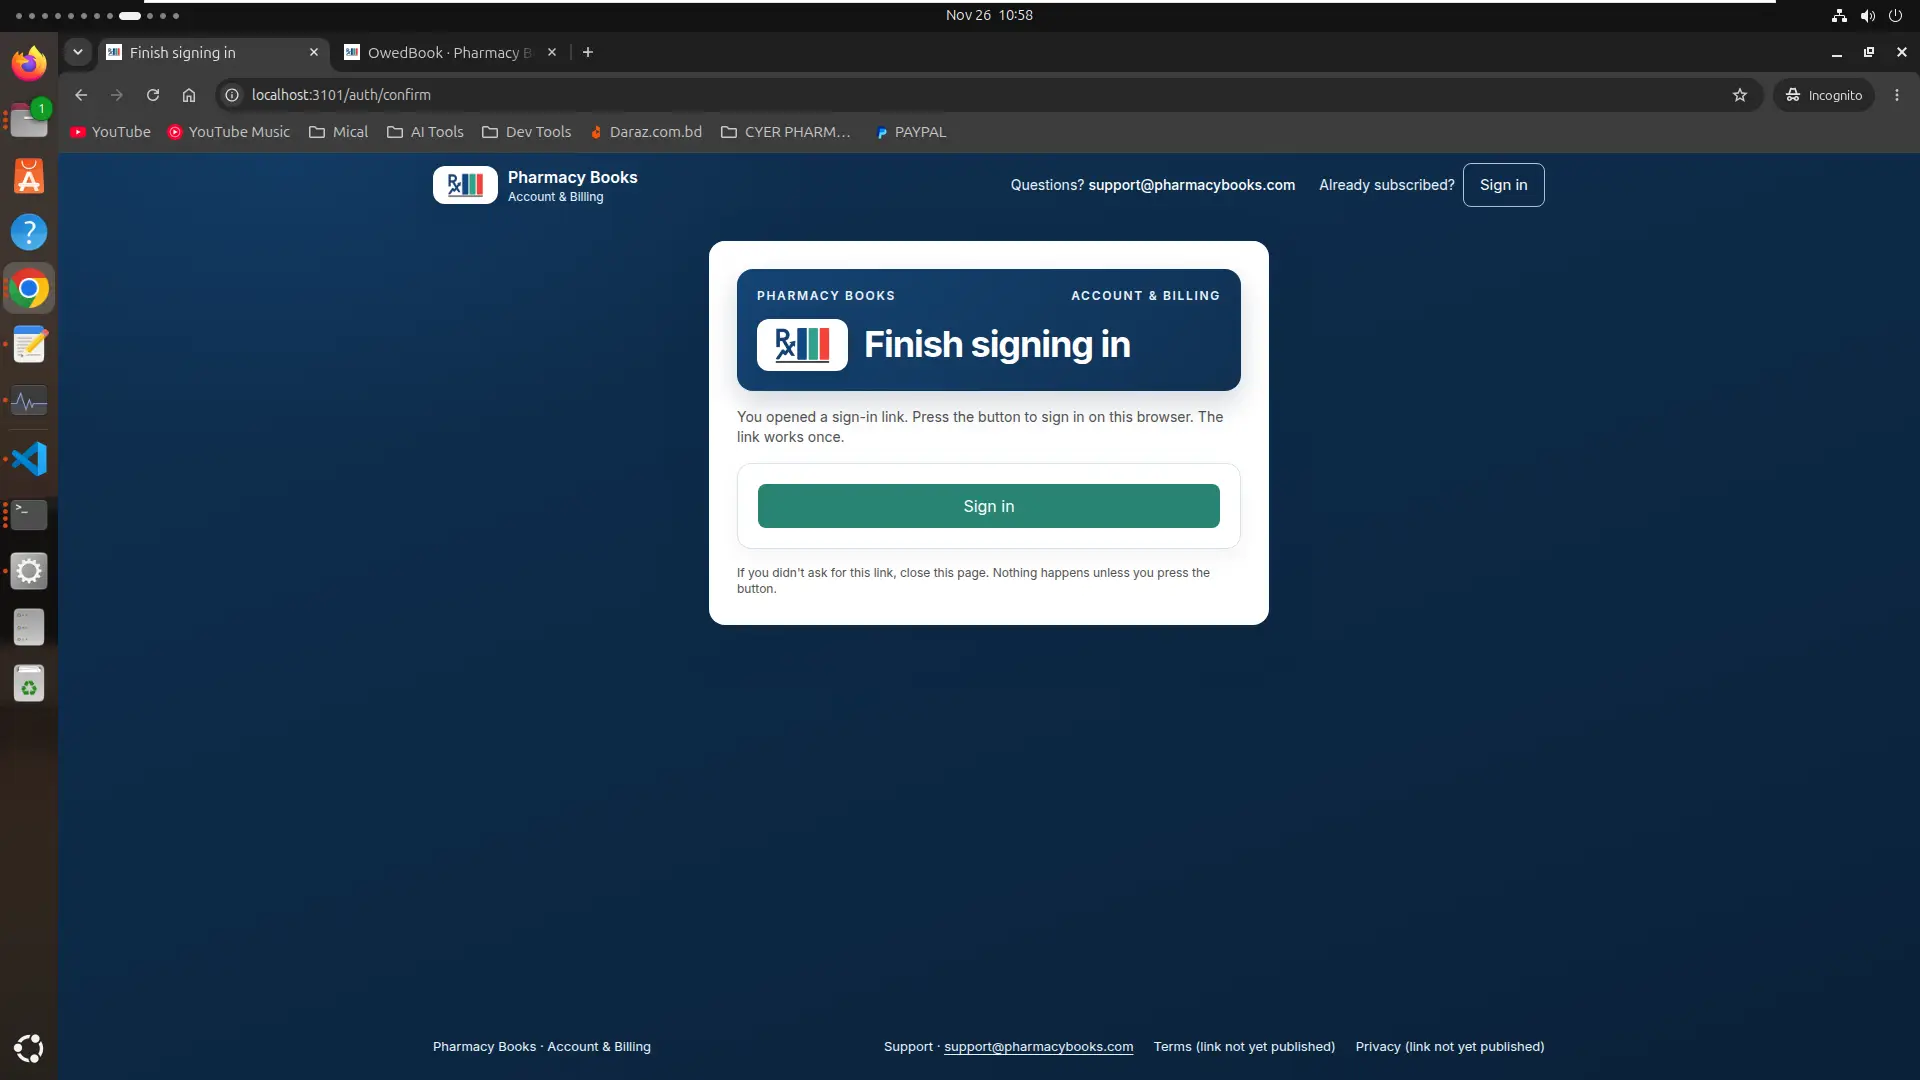 Nov 26 10:58
Finish signing in
OwedBook · Pharmacy B
localhost:3101/auth/confirm
Incognito
YouTube
YouTube Music
Mical
AI Tools
Dev Tools
Daraz.com.bd
CYER PHARM...
PAYPAL
1
Pharmacy Books
Account & Billing
Questions? support@pharmacybooks.com
Already subscribed?
Sign in
PHARMACY BOOKS
ACCOUNT & BILLING
Rx
Finish signing in
You opened a sign-in link. Press the button to sign in on this browser. The
link works once.
Sign in
If you didn't ask for this link, close this page. Nothing happens unless you press the
button.
Pharmacy Books · Account & Billing
Support · support@pharmacybooks.com
Terms (link not yet published)
Privacy (link not yet published)